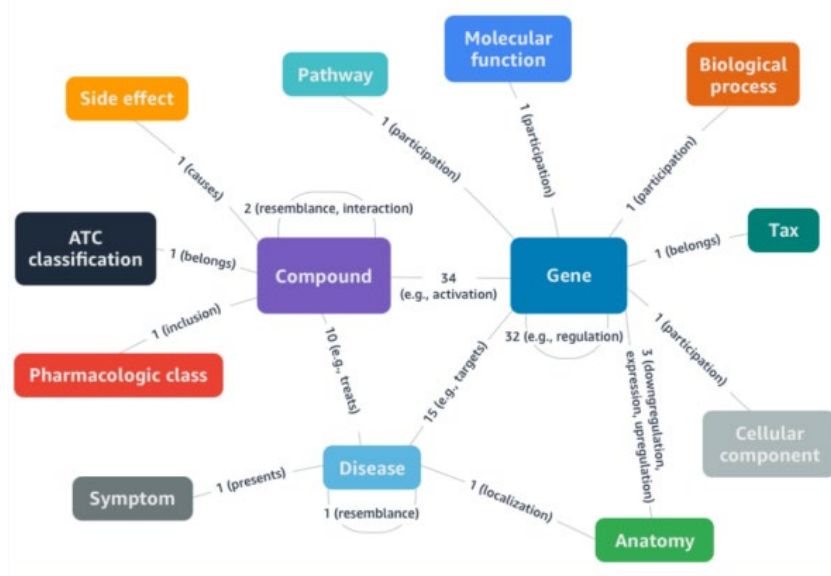 Molecular
function
Pathway
Biological
process
Side effect
1 (participation)
1 (participation)
1 (participation)
1 (causes)
2 (resemblance, interaction)
ATC
classification
1 (belongs)
Compound
34
(e.g., activation)
Gene
1 (belongs)
Tax
1 (inclusion)
10 (e.g., treats)
15 (e.g., targets)
32 (e.g., regulation)
1 (participation)
3 (downgregulation,
expression, upregulation)
Pharmacologic class
Cellular
component
Disease
1 (presents)
Symptom
1 (resemblance)
1 (localization)
Anatomy